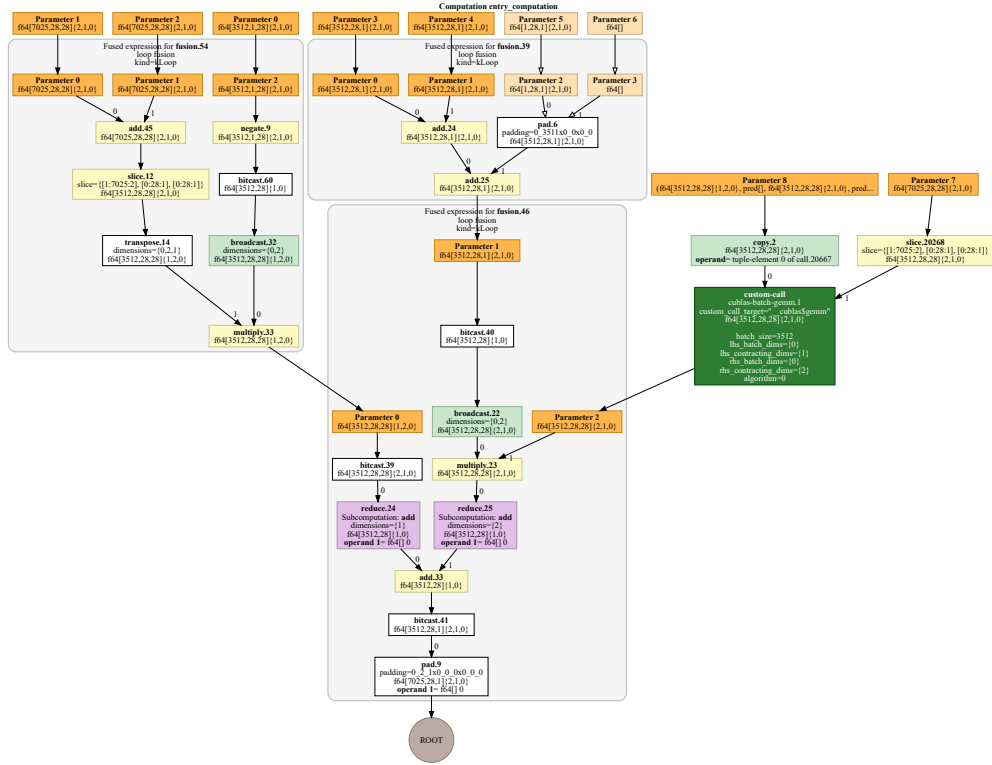 Computation entry_computation
Parameter 1
f64[7025,28,28]{2,1,0}
Parameter 2
f64[7025,28,28]{2,1,0}
Parameter 0
f64[3512,1,28]{2,1,0}
Parameter 3
f64[3512,28,1]{2,1,0}
Parameter 4
f64[3512,28,1]{2,1,0}
Parameter 5
f64[1,28,1]{2,1,0}
Parameter 6
f64[]
Fused expression for fusion.54
loop fusion
kind=kLoop
Parameter 0
f64[7025,28,28]{2,1,0}
Parameter 1
f64[7025,28,28]{2,1,0}
Parameter 2
f64[3512,1,28]{2,1,0}
0
1
add.45
f64[7025,28,28]{2,1,0}
negate.9
f64[3512,1,28]{2,1,0}
slice.12
slice={[1:7025:2], [0:28:1], [0:28:1]}
f64[3512,28,28]{2,1,0}
bitcast.60
f64[3512,28]{1,0}
transpose.14
dimensions={0,2,1}
f64[3512,28,28]{1,2,0}
broadcast.32
dimensions={0,2}
f64[3512,28,28]{1,2,0}
1
0
multiply.33
f64[3512,28,28]{1,2,0}
Fused expression for fusion.39
loop fusion
kind=kLoop
Parameter 0
f64[3512,28,1]{2,1,0}
Parameter 1
f64[3512,28,1]{2,1,0}
Parameter 2
f64[1,28,1]{2,1,0}
Parameter 3
f64[]
0
1
0
1
add.24
f64[3512,28,1]{2,1,0}
pad.6
padding=0_3511x0_0x0_0
f64[3512,28,1]{2,1,0}
0
1
add.25
f64[3512,28,1]{2,1,0}
Parameter 8
(f64[3512,28,28]{1,2,0}, pred[], f64[3512,28,28]{2,1,0}, pred...
Parameter 7
f64[7025,28,28]{2,1,0}
Fused expression for fusion.46
loop fusion
kind=kLoop
Parameter 1
f64[3512,28,1]{2,1,0}
copy.2
f64[3512,28,28]{2,1,0}
operand= tuple-element 0 of call.20667
slice.20268
slice={[1:7025:2], [0:28:1], [0:28:1]}
f64[3512,28,28]{2,1,0}
0
1
custom-call
cublas-batch-gemm.1
custom_call_target="__cublas$gemm"
f64[3512,28,28]{2,1,0}
batch_size=3512
lhs_batch_dims={0}
lhs_contracting_dims={1}
rhs_batch_dims={0}
rhs_contracting_dims={2}
algorithm=0
bitcast.40
f64[3512,28]{1,0}
Parameter 0
f64[3512,28,28]{1,2,0}
broadcast.22
dimensions={0,2}
f64[3512,28,28]{2,1,0}
Parameter 2
f64[3512,28,28]{2,1,0}
0
1
bitcast.39
f64[3512,28,28]{2,1,0}
multiply.23
f64[3512,28,28]{2,1,0}
0
0
reduce.24
Subcomputation: add
dimensions={1}
f64[3512,28]{1,0}
operand 1= f64[] 0
reduce.25
Subcomputation: add
dimensions={2}
f64[3512,28]{1,0}
operand 1= f64[] 0
0
1
add.33
f64[3512,28]{1,0}
bitcast.41
f64[3512,28,1]{2,1,0}
0
pad.9
padding=0_2_1x0_0_0x0_0_0
f64[7025,28,1]{2,1,0}
operand 1= f64[] 0
ROOT